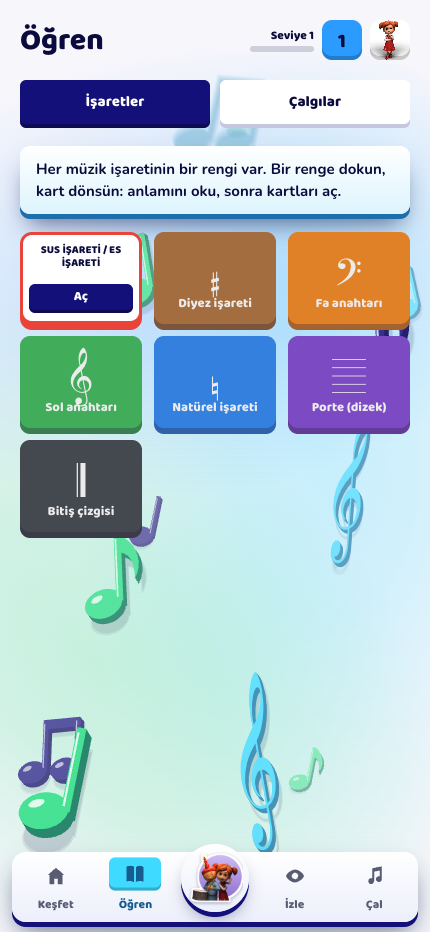 Öğren
Seviye 1
1
İşaretler
Çalgılar
Her müzik işaretinin bir rengi var. Bir renge dokun,
kart dönsün: anlamını oku, sonra kartları aç.
SUS İŞARETİ / ES
İŞARETİ
Aç
Diyez işareti
Fa anahtarı
Sol anahtarı
Natürel işareti
Porte (dizek)
Bitiş çizgisi
Keşfet
Öğren
İzle
Çal